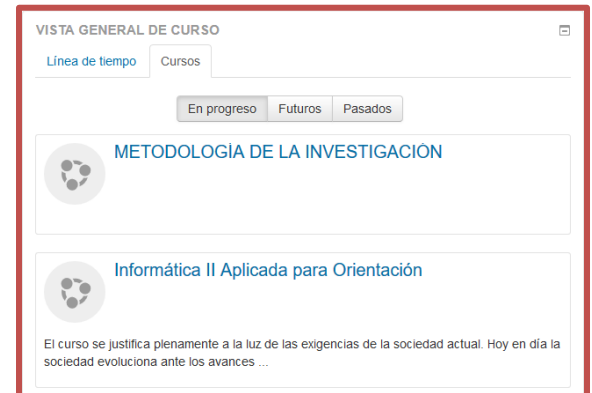 VISTA GENERAL DE CURSO
Línea de tiempo Cursos
En progreso Futuros Pasados
METODOLOGÍA DE LA INVESTIGACIÓN
Informática II Aplicada para Orientación
El curso se justifica plenamente a la luz de las exigencias de la sociedad actual. Hoy en día la
sociedad evoluciona ante los avances ...